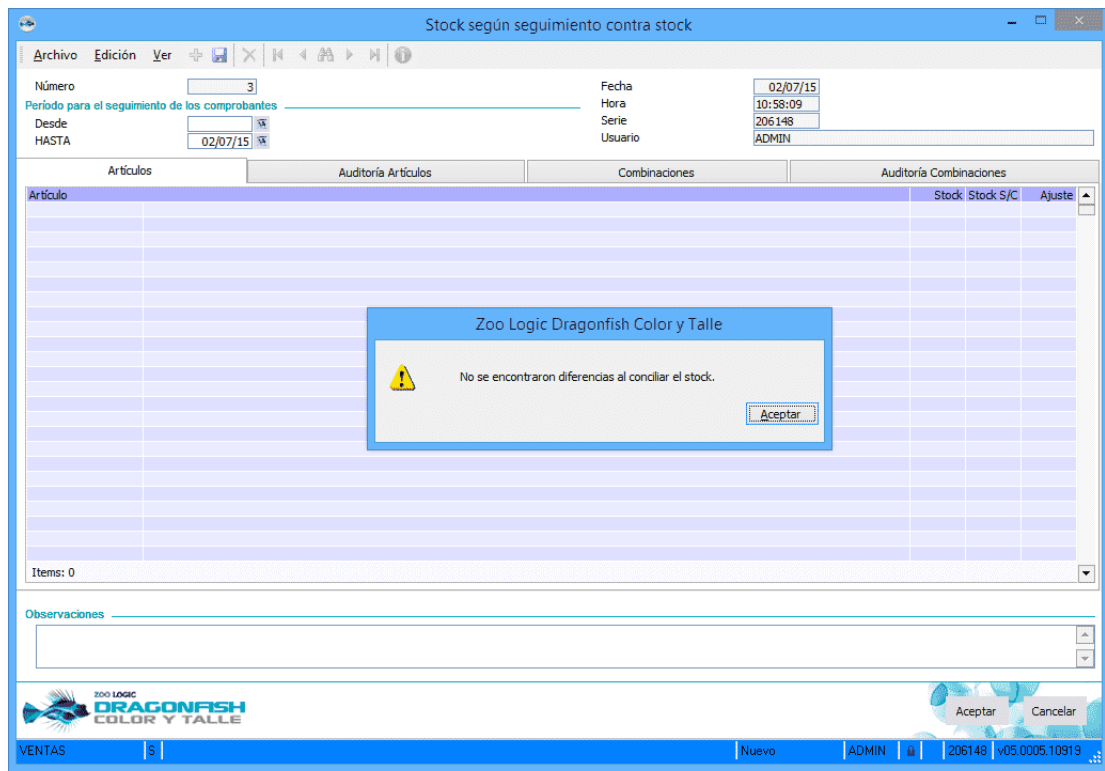 Stock según seguimiento contra stock
Archivo Edición Ver
Número 3 Fecha 02/07/15
Período para el seguimiento de los comprobantes Hora 10:58:09
Desde Serie 206148
HASTA 02/07/15 Usuario ADMIN
Artículos Auditoría Artículos Combinaciones Auditoría Combinaciones
Artículo Stock Stock S/C Ajuste
Zoo Logic Dragonfish Color y Talle
No se encontraron diferencias al conciliar el stock.
Aceptar
Items: 0
Observaciones
ZOO LOGIC
DRAGONFISH
COLOR Y TALLE
Aceptar Cancelar
VENTAS S Nuevo ADMIN 206148 v05.0005.10919